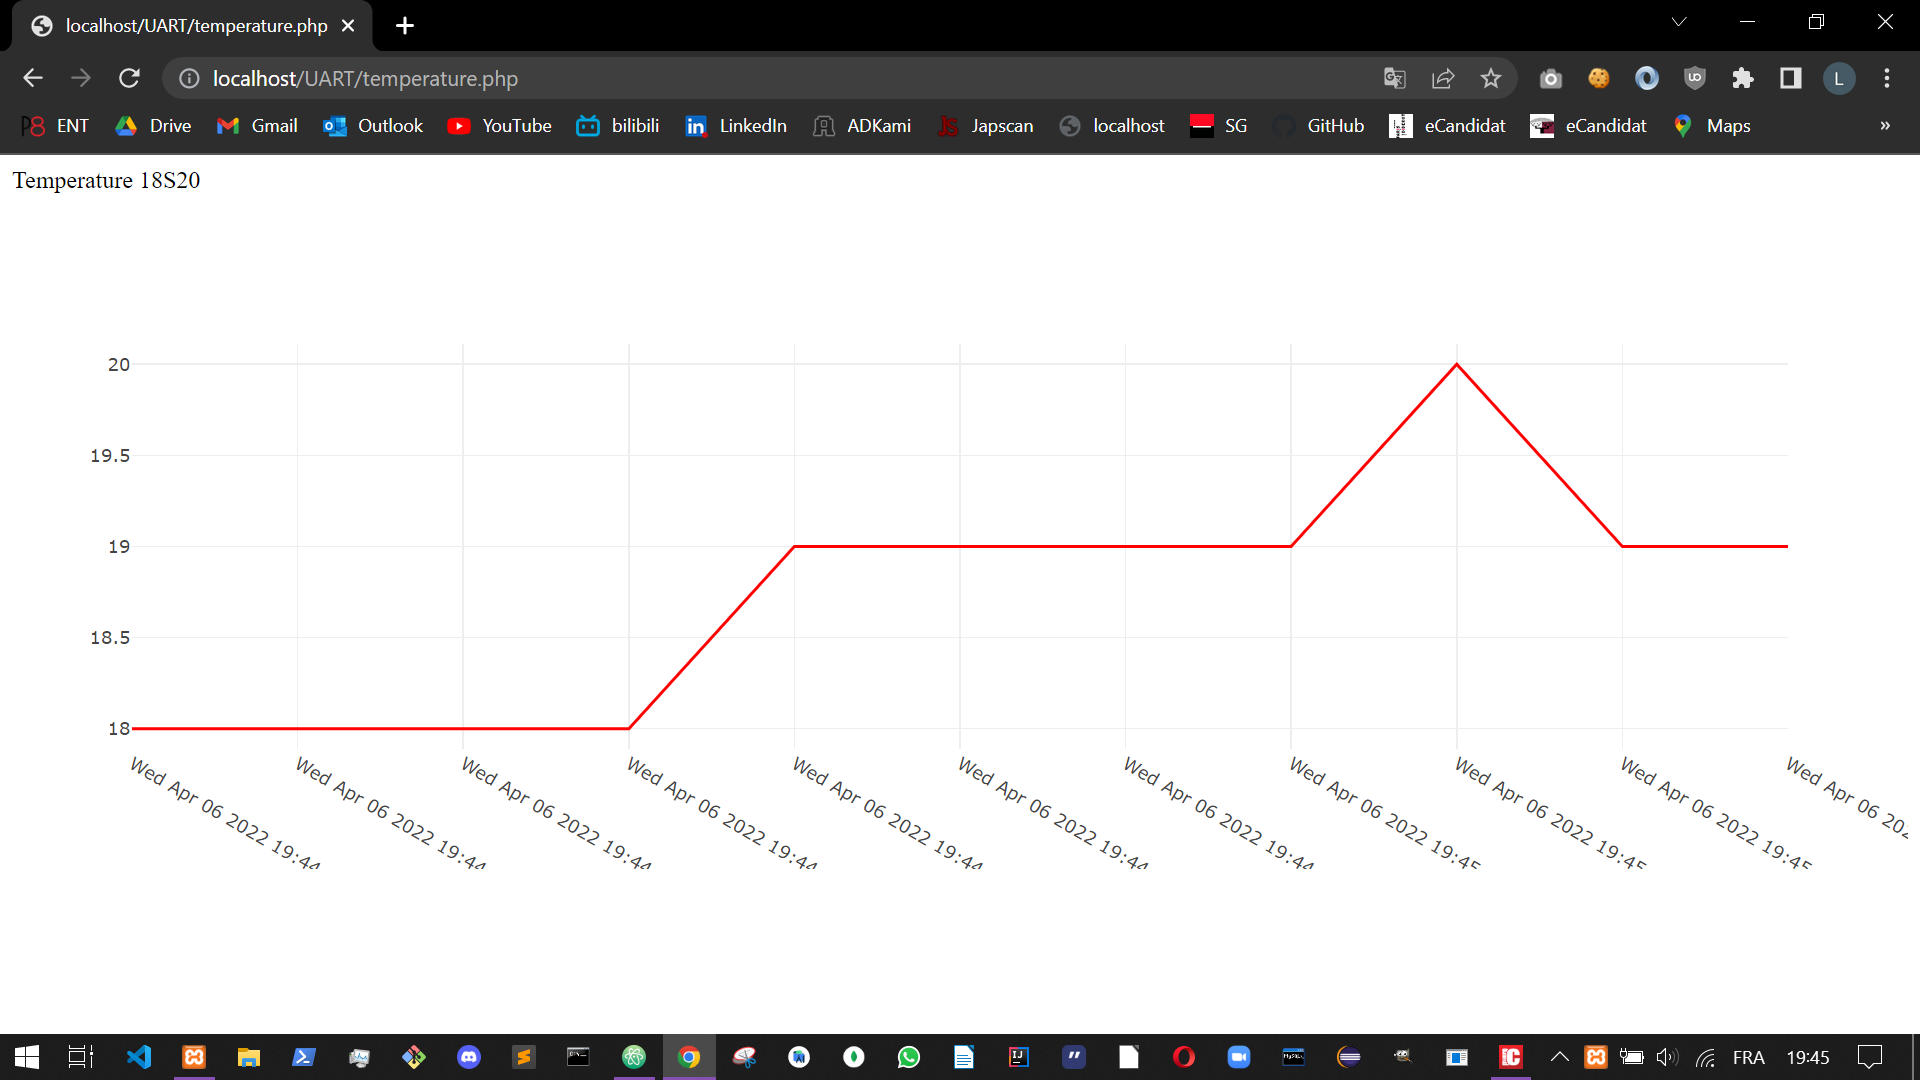 localhost/UART/temperature.php
localhost/UART/temperature.php
L
ENT Drive Gmail Outlook YouTube bilibili LinkedIn ADKami Japscan localhost SG GitHub eCandidat eCandidat Maps »
Temperature 18S20
20
19.5
19
18.5
18
Wed Apr 06 2022 19:44
Wed Apr 06 2022 19:44
Wed Apr 06 2022 19:44
Wed Apr 06 2022 19:44
Wed Apr 06 2022 19:44
Wed Apr 06 2022 19:44
Wed Apr 06 2022 19:44
Wed Apr 06 2022 19:45
Wed Apr 06 2022 19:45
Wed Apr 06 2022 19:45
Wed Apr 06
FRA 19:45